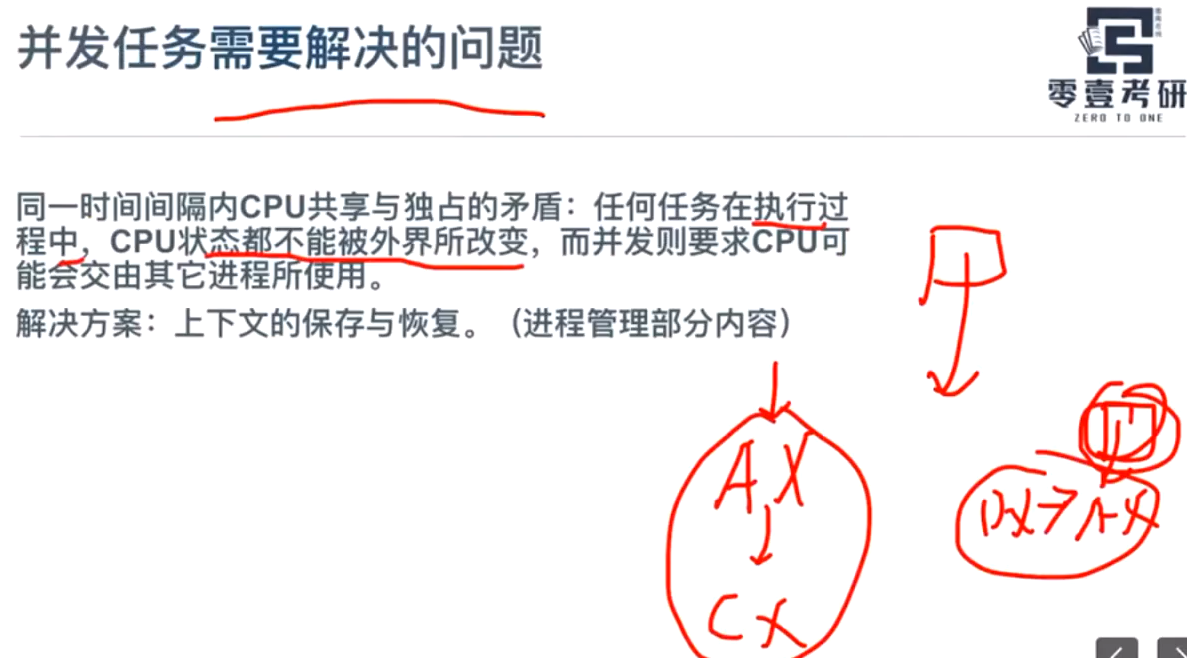 并发任务需要解决的问题
零壹考研
ZERO TO ONE
同一时间间隔内CPU共享与独占的矛盾：任何任务在执行过
程中，CPU状态都不能被外界所改变，而并发则要求CPU可
能会交由其它进程所使用。
解决方案：上下文的保存与恢复。（进程管理部分内容）
AX
CX